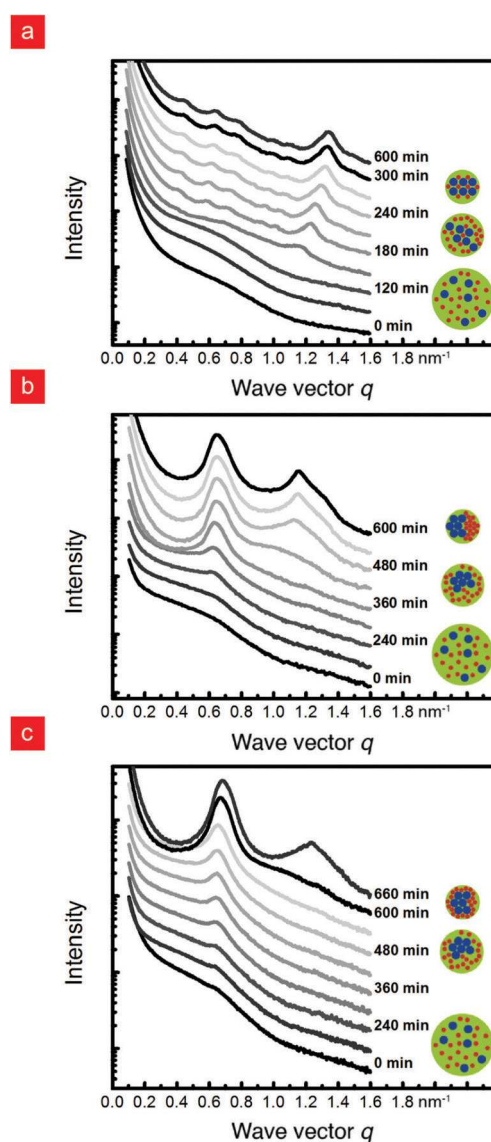 a
Intensity
600 min
300 min
240 min
180 min
120 min
0 min
0.0 0.2 0.4 0.6 0.8 1.0 1.2 1.4 1.6 1.8 nm⁻¹
Wave vector q
b
Intensity
600 min
480 min
360 min
240 min
0 min
0.0 0.2 0.4 0.6 0.8 1.0 1.2 1.4 1.6 1.8 nm⁻¹
Wave vector q
c
Intensity
660 min
600 min
480 min
360 min
240 min
0 min
0.0 0.2 0.4 0.6 0.8 1.0 1.2 1.4 1.6 1.8 nm⁻¹
Wave vector q